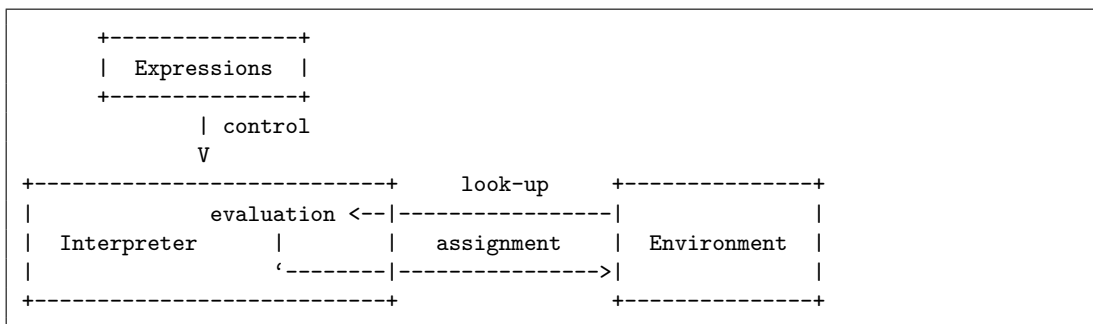 +---------------+
|  Expressions  |
+---------------+
| control
V
+----------------------------+     look-up     +---------------+
|              evaluation <--|-----------------|               |
|  Interpreter      |        |   assignment    |  Environment  |
|                   ‘--------|---------------->|               |
+----------------------------+                 +---------------+